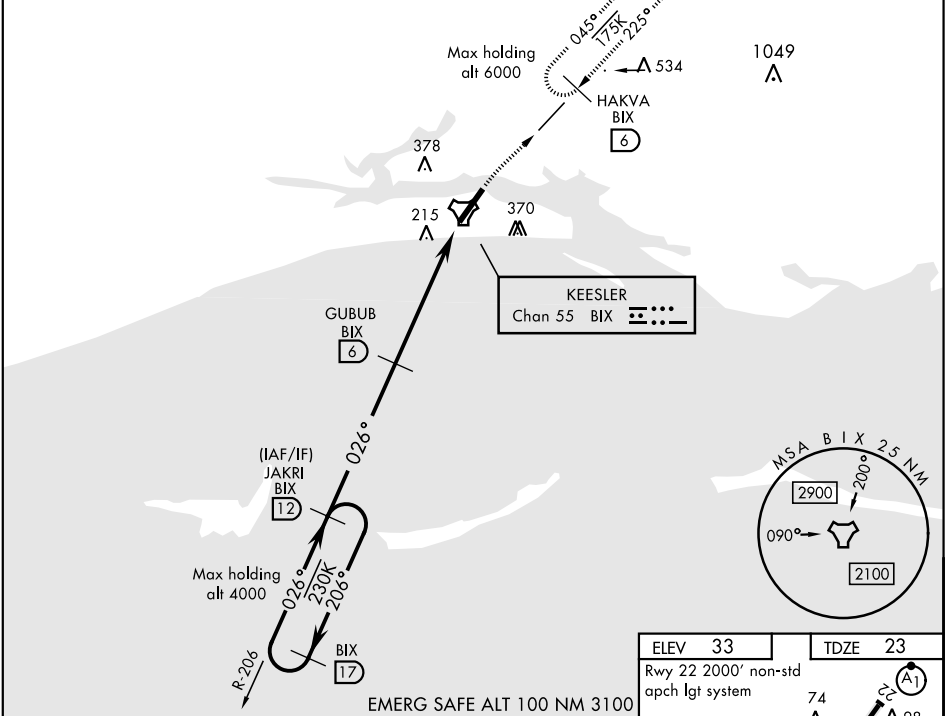 045°
175K
225°
Max holding
alt 6000
534
1049
HAKVA
BIX
6
378
215
370
KEESLER
Chan 55 BIX
GUBUB
BIX
6
026°
(IAF/IF)
JAKRI
BIX
12
MSA BIX 25 NM
200°
2900
090°
2100
Max holding
alt 4000
026°
230K
206°
BIX
17
R-206
EMERG SAFE ALT 100 NM 3100
ELEV 33
TDZE 23
Rwy 22 2000' non-std
apch lgt system
A1
22
74